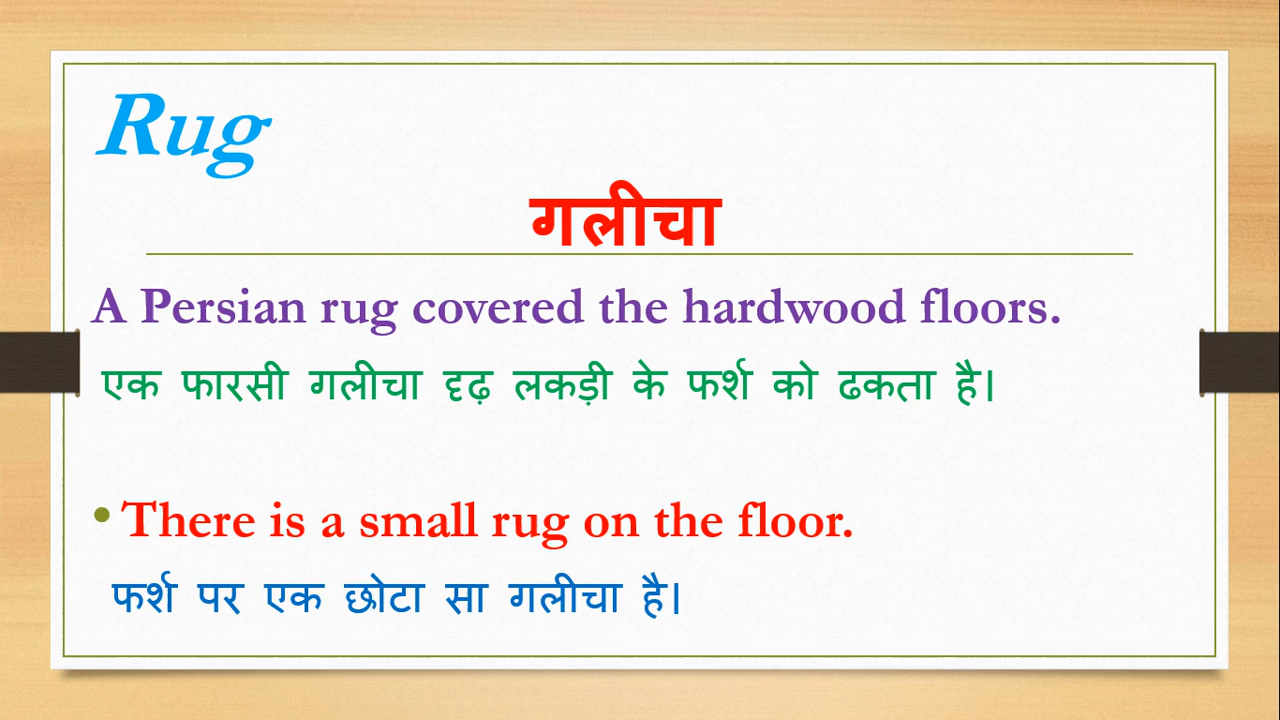 Rug
गलीचा
A Persian rug covered the hardwood floors.
एक फारसी गलीचा दृढ़ लकड़ी के फर्श को ढकता है।
• There is a small rug on the floor.
फर्श पर एक छोटा सा गलीचा है।